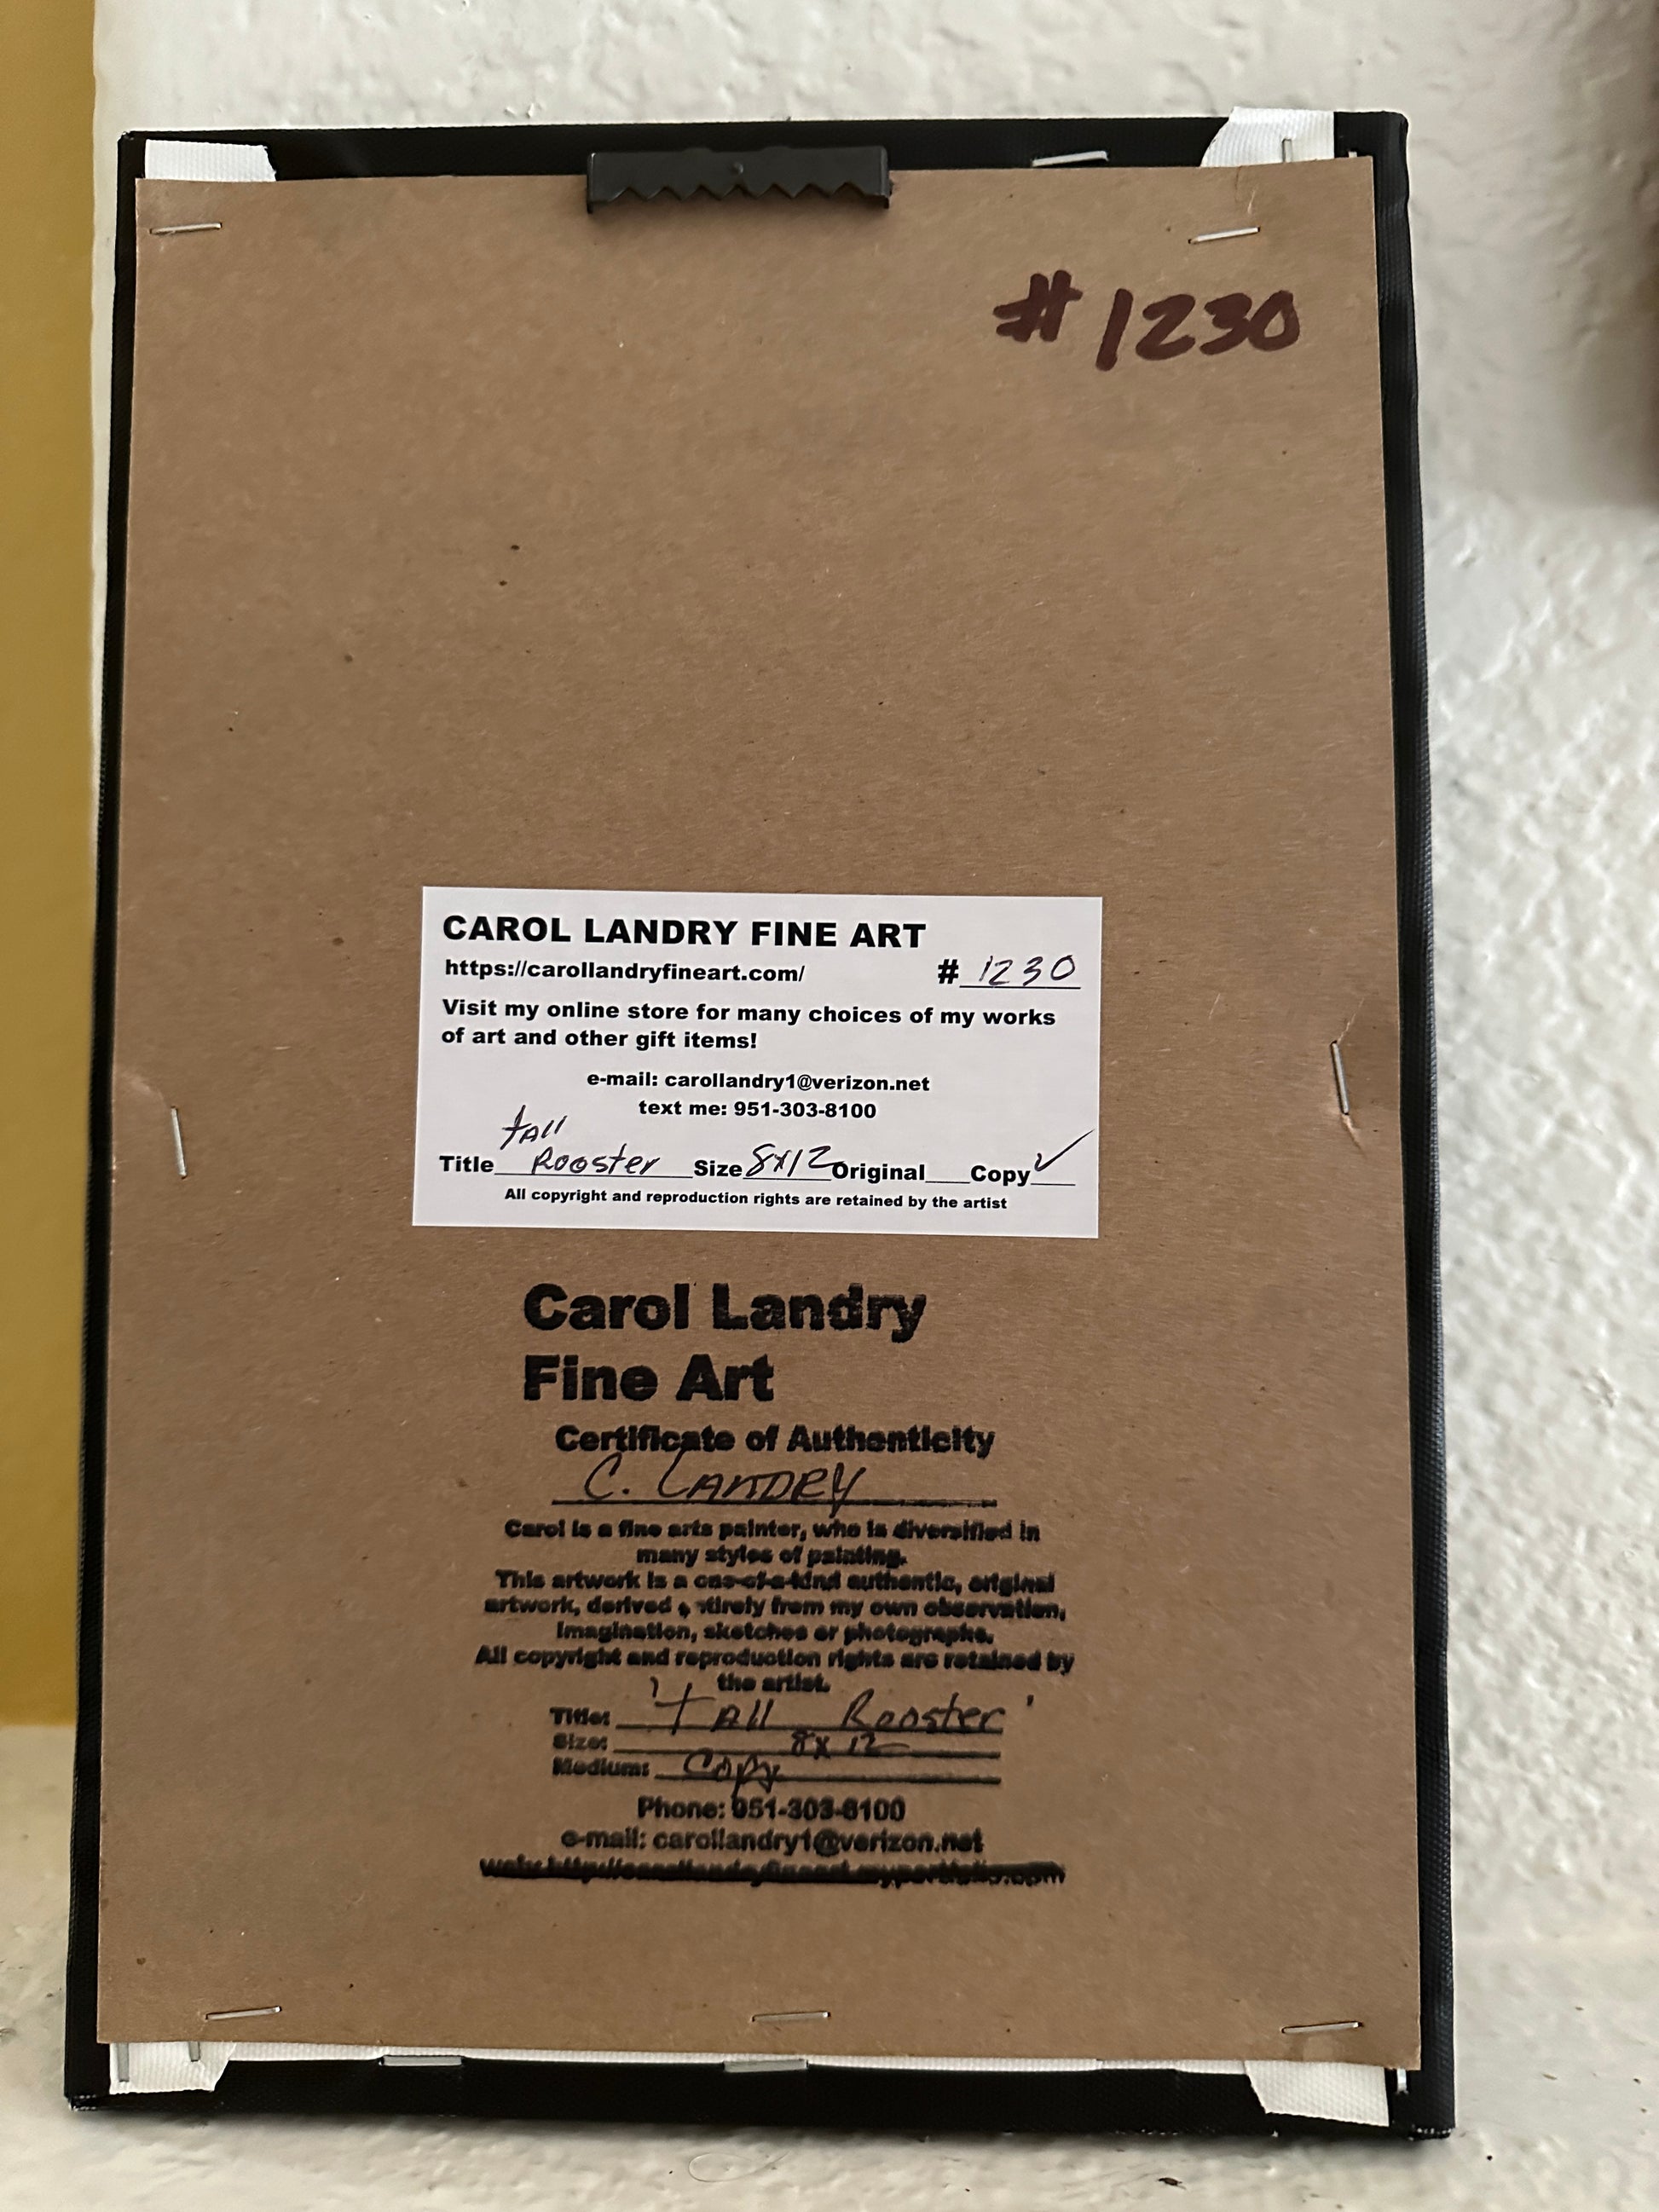 # 1230
CAROL LANDRY FINE ART
https://carollandryfineart.com/ # 1230
Visit my online store for many choices of my works
of art and other gift items!
e-mail: carollandry1@verizon.net
text me: 951-303-8100
tall
Title Rooster Size 8x12 Original Copy ✓
All copyright and reproduction rights are retained by the artist
Carol Landry
Fine Art
Certificate of Authenticity
C. LANDRY
Carol is a fine arts painter, who is diversified in
many styles of painting.
This artwork is a one-of-a-kind authentic, original
artwork, derived entirely from my own observation,
imagination, sketches or photographs.
All copyright and reproduction rights are retained by
the artist.
Title: 'tall Rooster'
Size: 8x12
Medium: Copy
Phone: 951-303-8100
e-mail: carollandry1@verizon.net